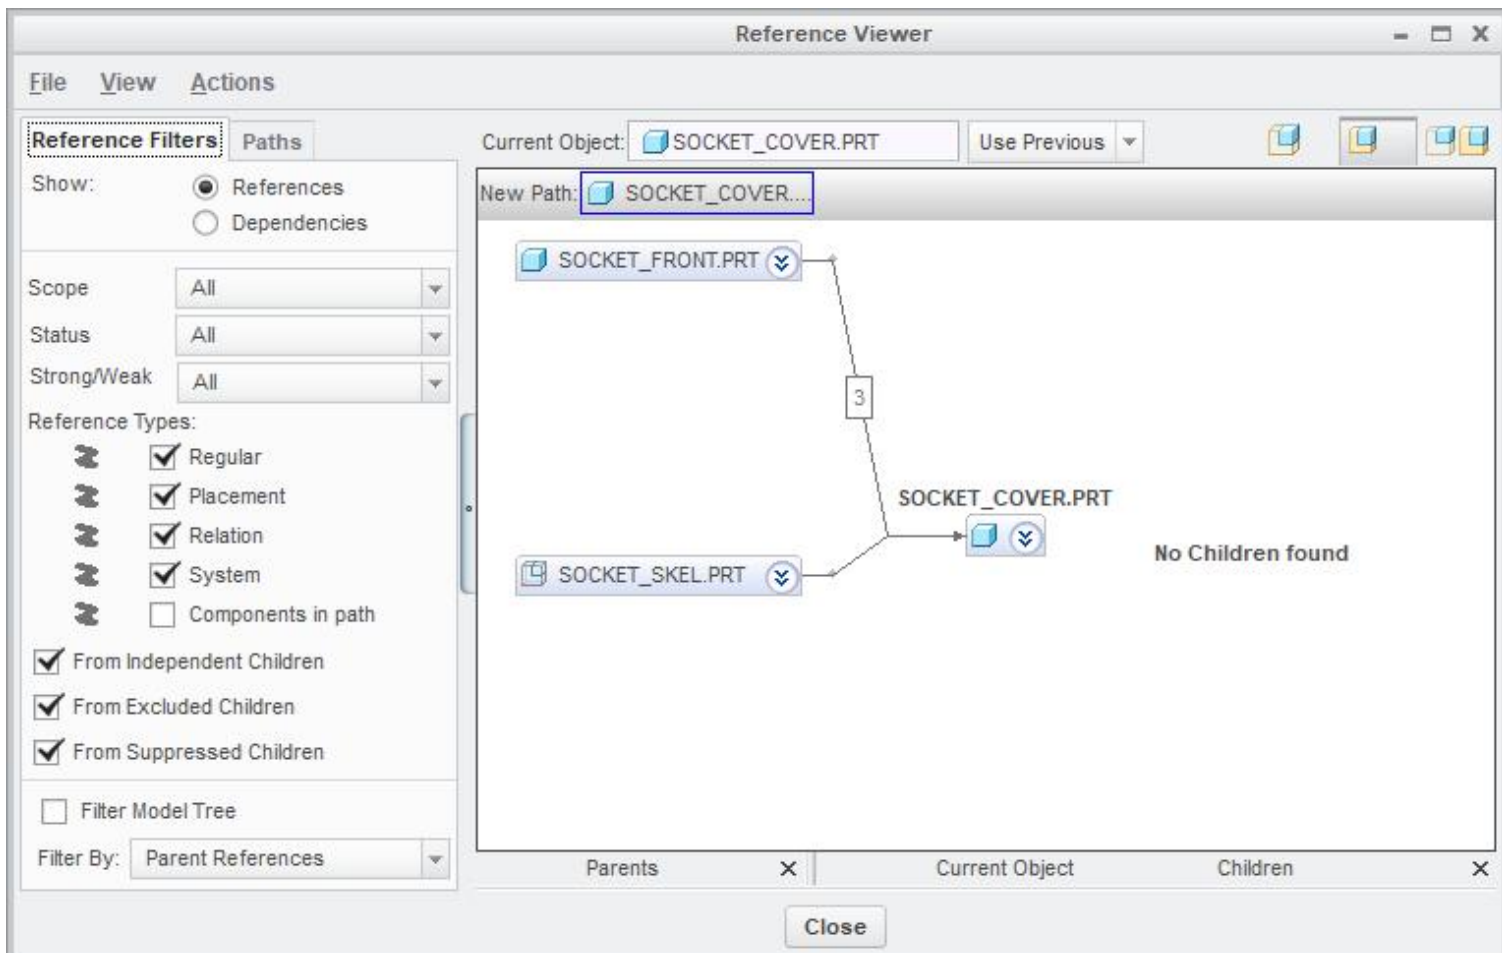 Reference Viewer
File View Actions
Reference Filters Paths
Current Object: SOCKET_COVER.PRT Use Previous
Show: References
Dependencies
New Path: SOCKET_COVER....
SOCKET_FRONT.PRT
Scope All
Status All
Strong/Weak All
3
Reference Types:
Regular
Placement
Relation
System
Components in path
SOCKET_COVER.PRT
No Children found
SOCKET_SKEL.PRT
From Independent Children
From Excluded Children
From Suppressed Children
Filter Model Tree
Filter By: Parent References
Parents Current Object Children
Close